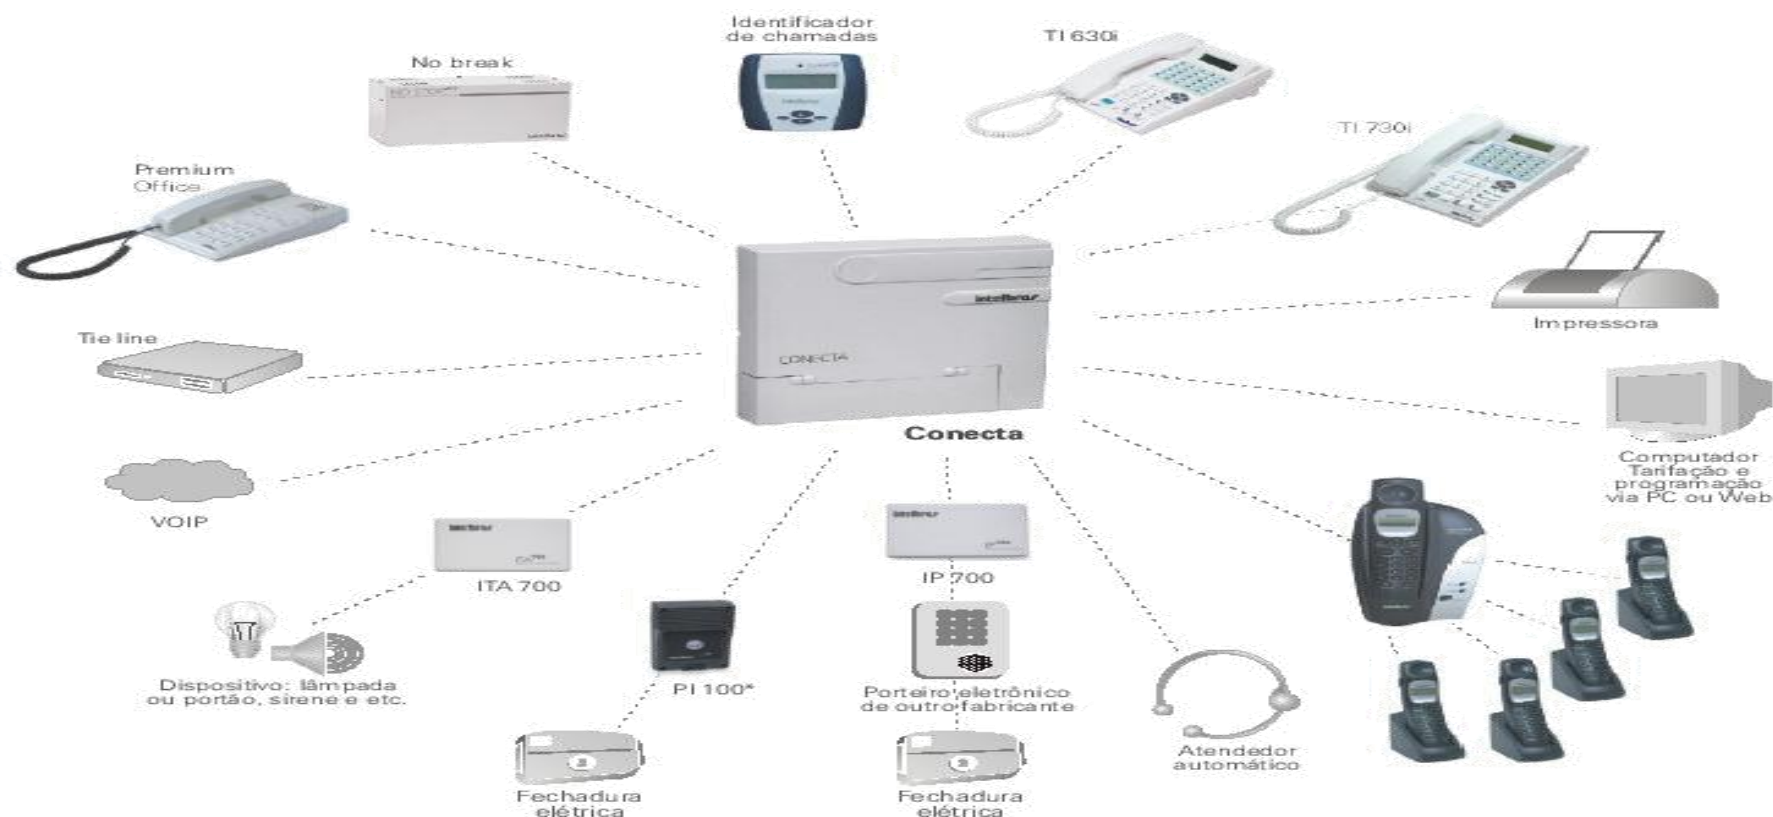 Identificador
de chamadas
TI 630i
No break
TI 730i
Premium
Office
intelbras
Impressora
Tie line
CONECTA
Conecta
Computador
Tarifação e
programação
via PC ou Web
VOIP
ITA 700
IP 700
Dispositivo: lâmpada
ou portão, sirene e etc.
PI 100*
Porteiro eletrônico
de outro fabricante
Atendedor
automático
Fechadura
elétrica
Fechadura
elétrica